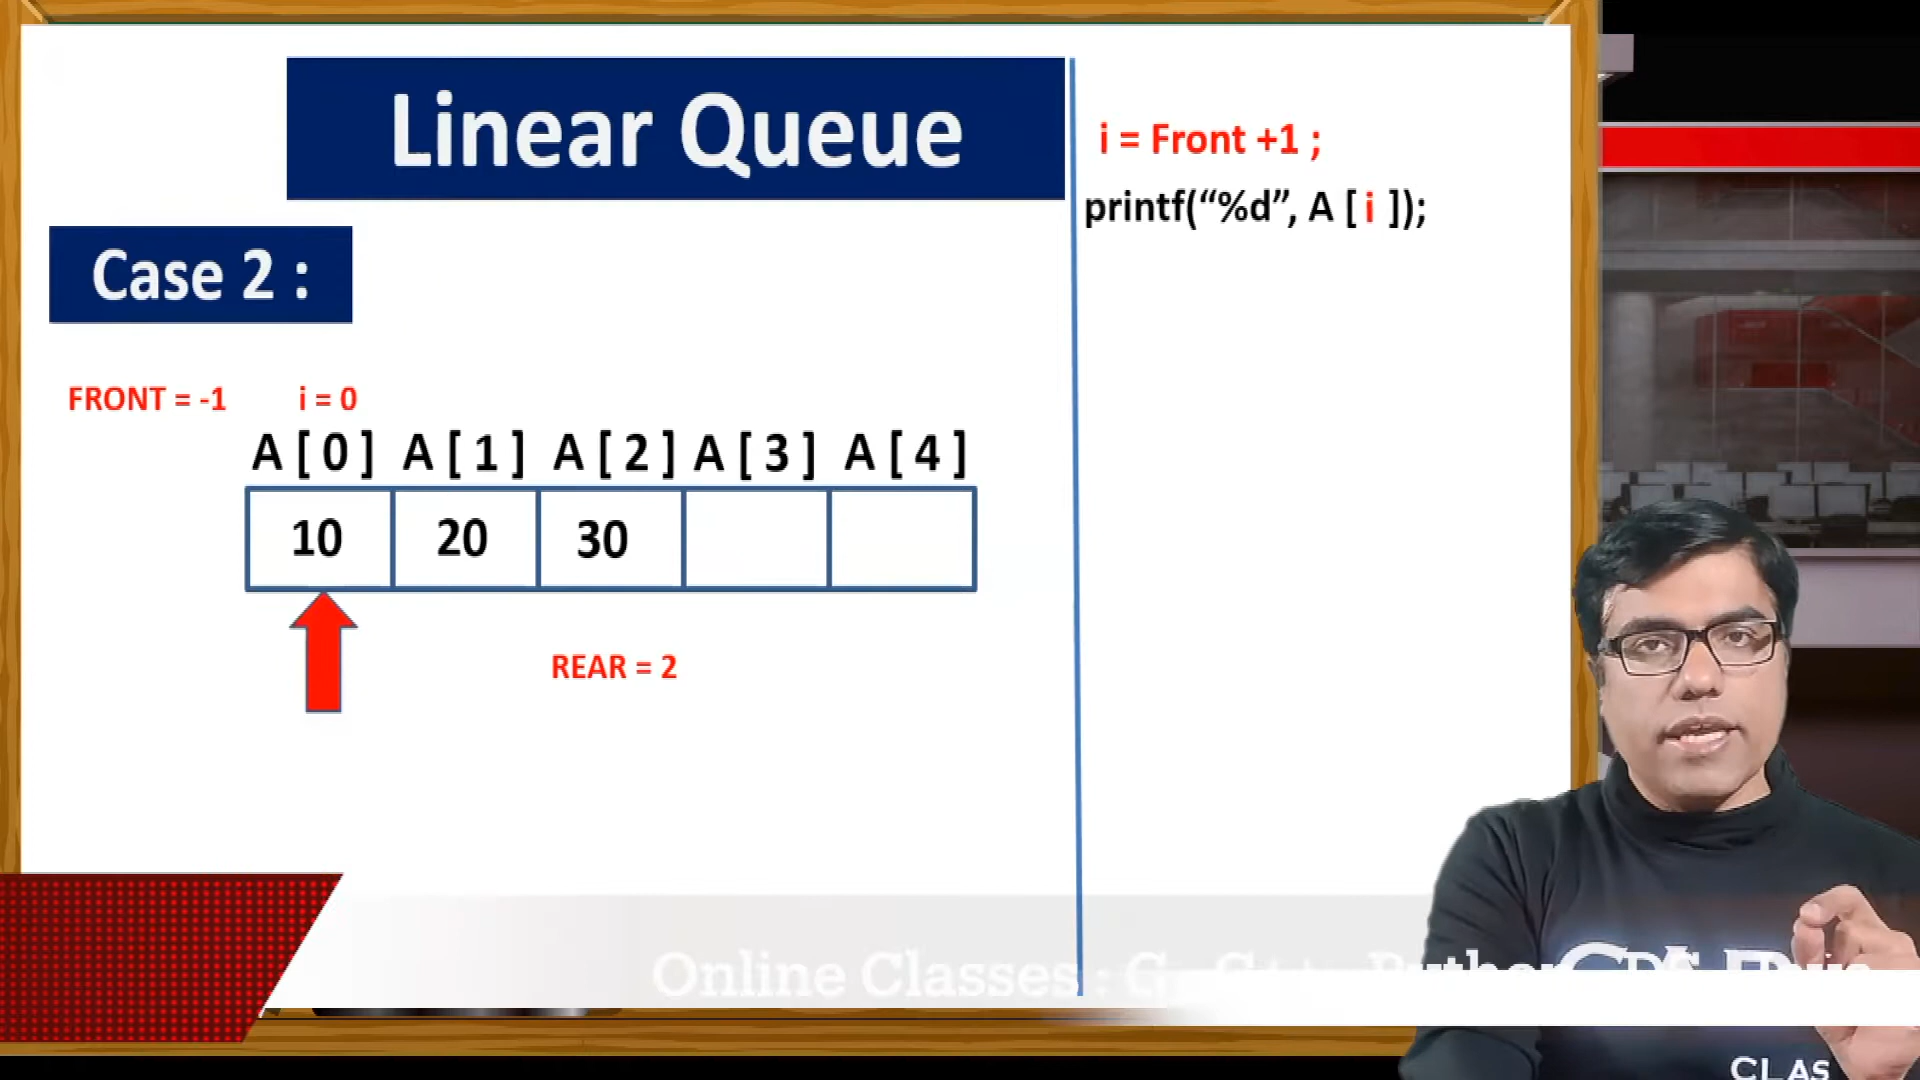 Linear Queue
i = Front +1 ;
printf(“%d”, A [ i ]);
Case 2 :
FRONT = -1 i = 0
A [ 0 ] A [ 1 ] A [ 2 ] A [ 3 ] A [ 4 ]
10 20 30
REAR = 2
Online Classes : C
CLAS